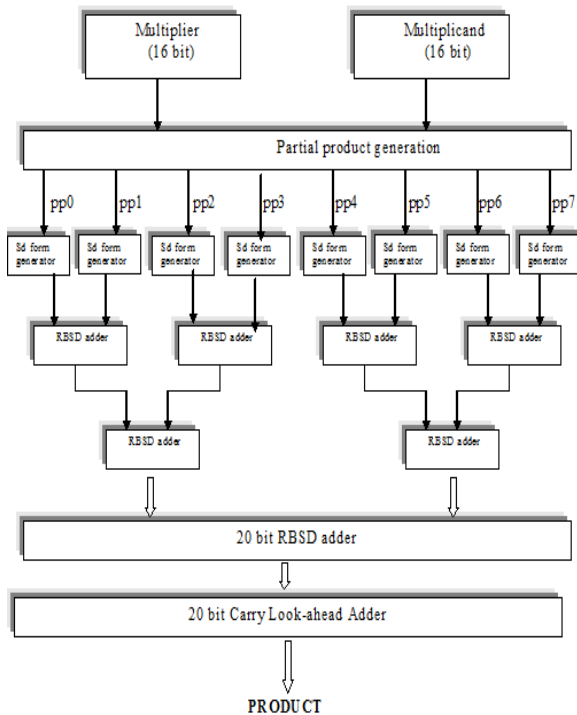 Multiplier
(16 bit)
Multiplicand
(16 bit)
Partial product generation
pp0 pp1 pp2 pp3 pp4 pp5 pp6 pp7
Sd form
generator
Sd form
generator
Sd form
generator
Sd form
generator
Sd form
generator
Sd form
generator
Sd form
generator
Sd form
generator
RBSD adder
RBSD adder
RBSD adder
RBSD adder
RBSD adder
RBSD adder
20 bit RBSD adder
20 bit Carry Look-ahead Adder
PRODUCT